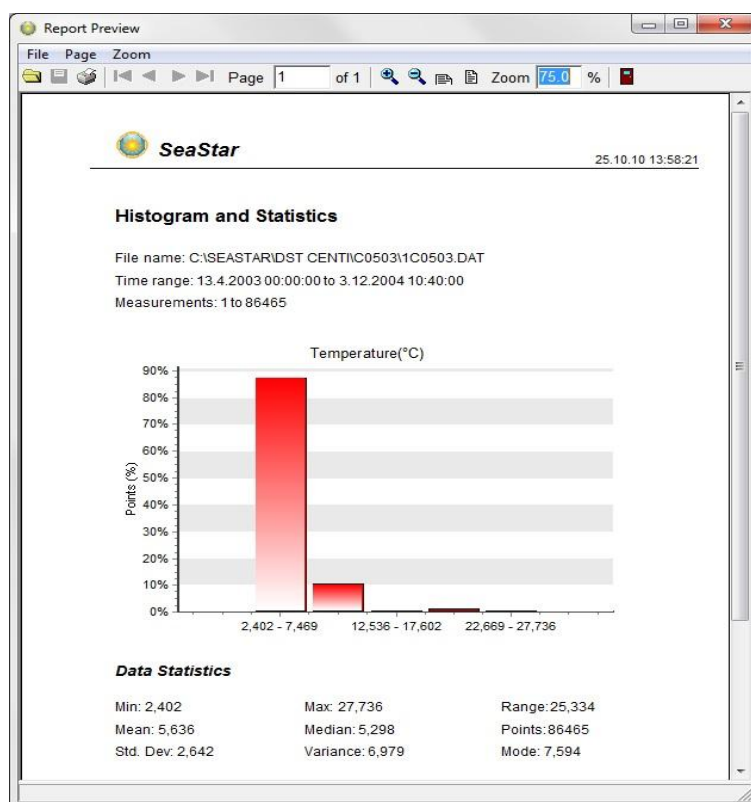 Report Preview
File Page Zoom
Page 1 of 1 Zoom 75.0 %
SeaStar
25.10.10 13:58:21
Histogram and Statistics
File name: C:\SEASTAR\DST CENTI\C0503\1C0503.DAT
Time range: 13.4.2003 00:00:00 to 3.12.2004 10:40:00
Measurements: 1 to 86465
Temperature(°C)
90%
80%
70%
60%
50%
40%
30%
20%
10%
0%
Points (%)
2,402 - 7,469 12,536 - 17,602 22,669 - 27,736
Data Statistics
Min: 2,402 Max: 27,736 Range: 25,334
Mean: 5,636 Median: 5,298 Points: 86465
Std. Dev: 2,642 Variance: 6,979 Mode: 7,594